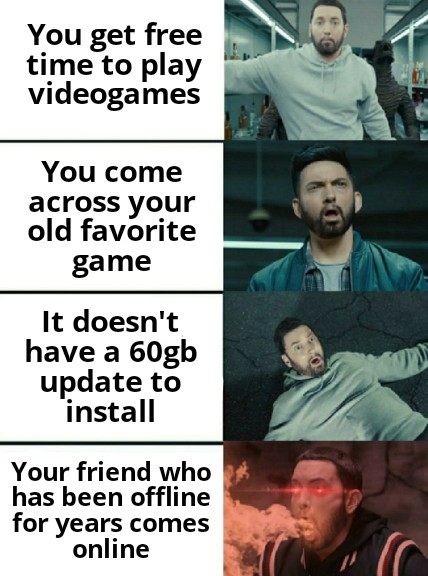 You get free
time to play
videogames
You come
across your
old favorite
game
It doesn't
have a 60gb
update to
install
Your friend who
has been offline
for years comes
online